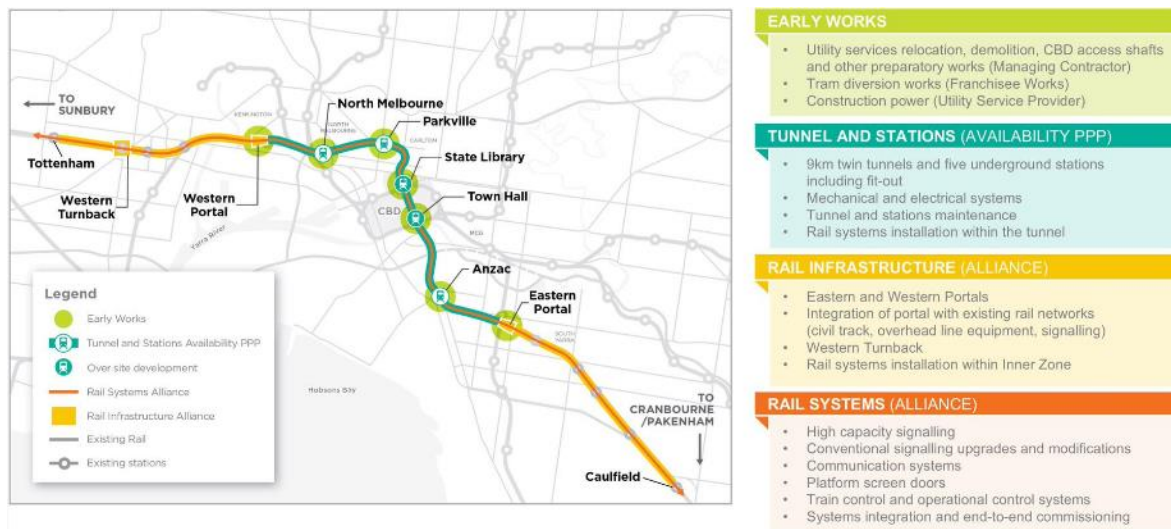 TO
SUNBURY
Tottenham
Western
Turnback
Western
Portal
KENSINGTON
NORTH
MELBOURNE
North Melbourne
Parkville
CARLTON
State Library
Town Hall
CBD
MCG
Yarra River
Anzac
Eastern
Portal
SOUTH
YARRA
Hobsons Bay
TO
CRANBOURNE
/PAKENHAM
Caulfield
Legend
Early Works
Tunnel and Stations Availability PPP
Over site development
Rail Systems Alliance
Rail Infrastructure Alliance
Existing Rail
Existing stations
EARLY WORKS
• Utility services relocation, demolition, CBD access shafts
and other preparatory works (Managing Contractor)
• Tram diversion works (Franchisee Works)
• Construction power (Utility Service Provider)
TUNNEL AND STATIONS (AVAILABILITY PPP)
• 9km twin tunnels and five underground stations
including fit-out
• Mechanical and electrical systems
• Tunnel and stations maintenance
• Rail systems installation within the tunnel
RAIL INFRASTRUCTURE (ALLIANCE)
• Eastern and Western Portals
• Integration of portal with existing rail networks
(civil track, overhead line equipment, signalling)
• Western Turnback
• Rail systems installation within Inner Zone
RAIL SYSTEMS (ALLIANCE)
• High capacity signalling
• Conventional signalling upgrades and modifications
• Communication systems
• Platform screen doors
• Train control and operational control systems
• Systems integration and end-to-end commissioning